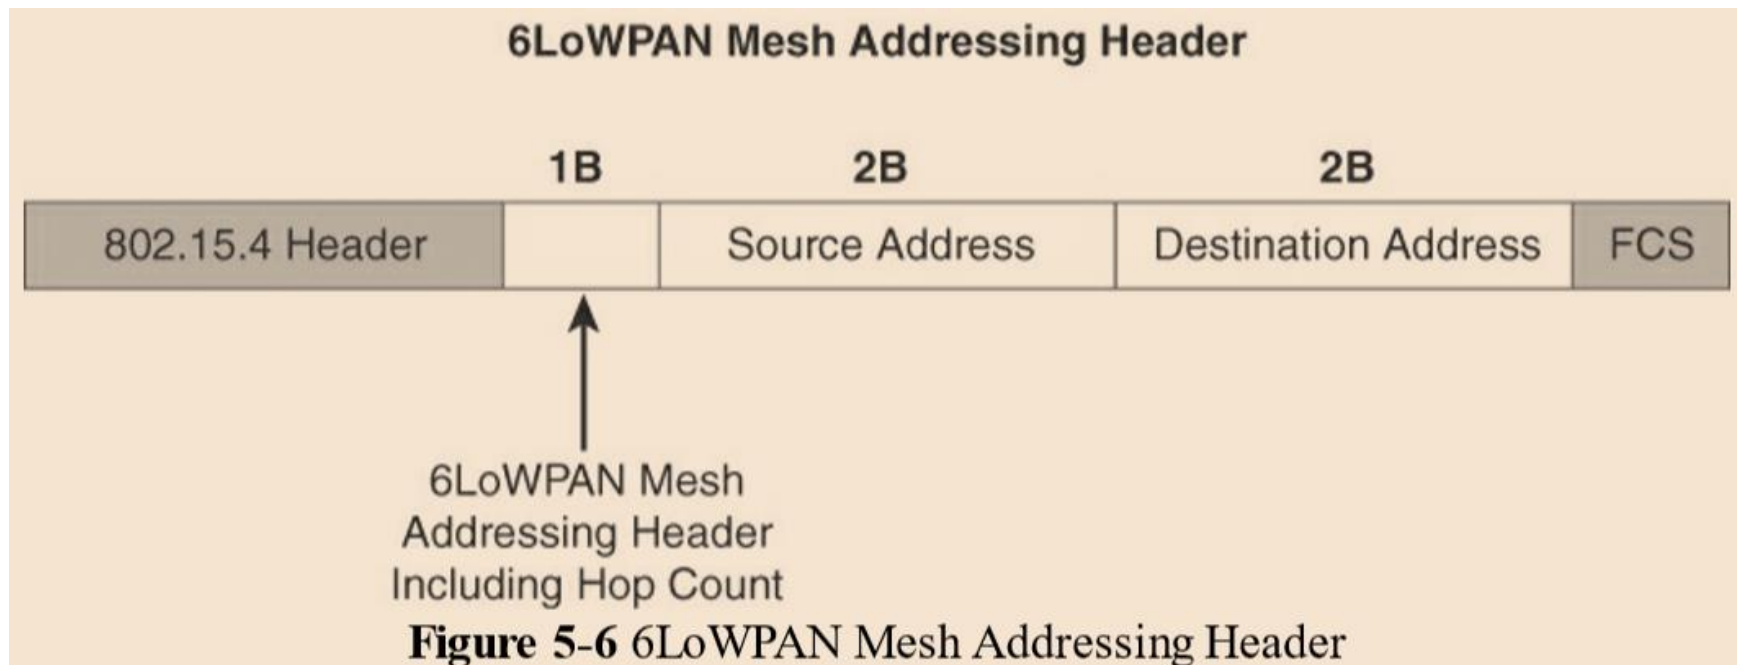 6LoWPAN Mesh Addressing Header
1B 2B 2B
802.15.4 Header Source Address Destination Address FCS
6LoWPAN Mesh
Addressing Header
Including Hop Count
Figure 5-6 6LoWPAN Mesh Addressing Header